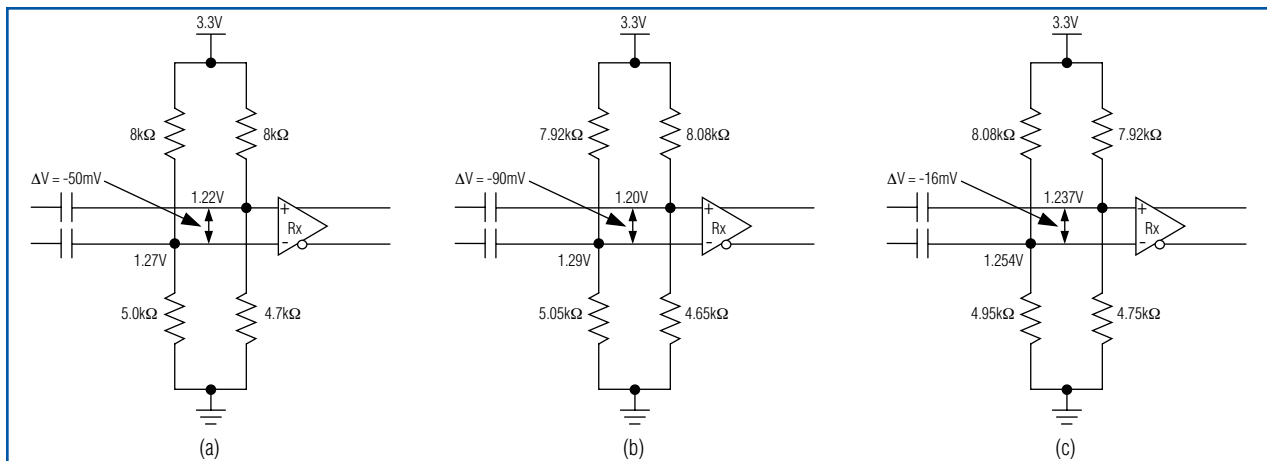 3.3V
8kΩ
8kΩ
ΔV = -50mV
1.22V
+
Rx
-
1.27V
5.0kΩ
4.7kΩ
(a)
3.3V
7.92kΩ
8.08kΩ
ΔV = -90mV
1.20V
+
Rx
-
1.29V
5.05kΩ
4.65kΩ
(b)
3.3V
8.08kΩ
7.92kΩ
ΔV = -16mV
1.237V
+
Rx
-
1.254V
4.95kΩ
4.75kΩ
(c)